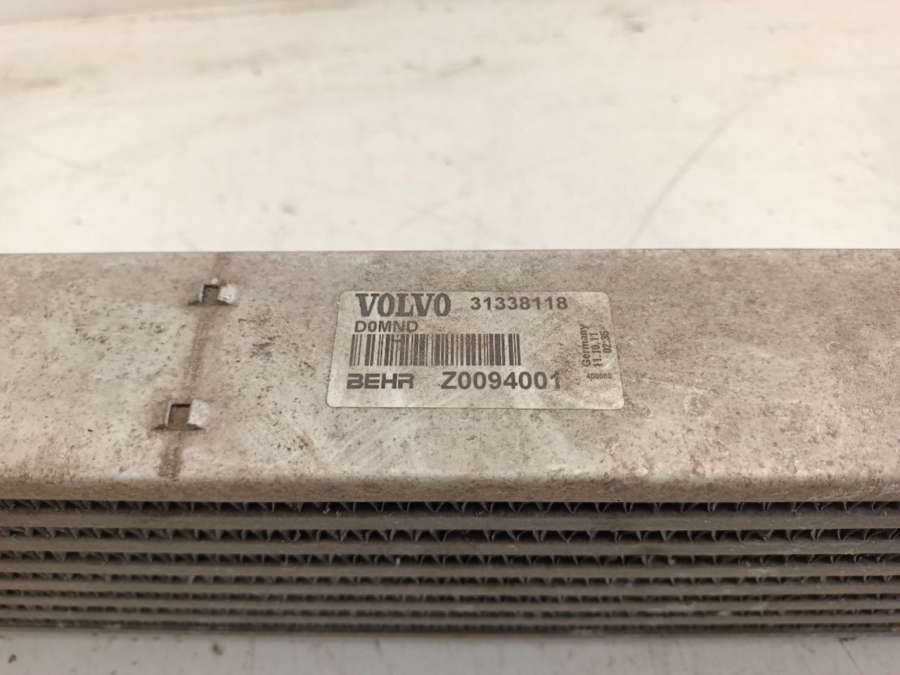 VOLVO 31338118
D0MND
BEHR Z0094001
Germany
11.10.11
02:35